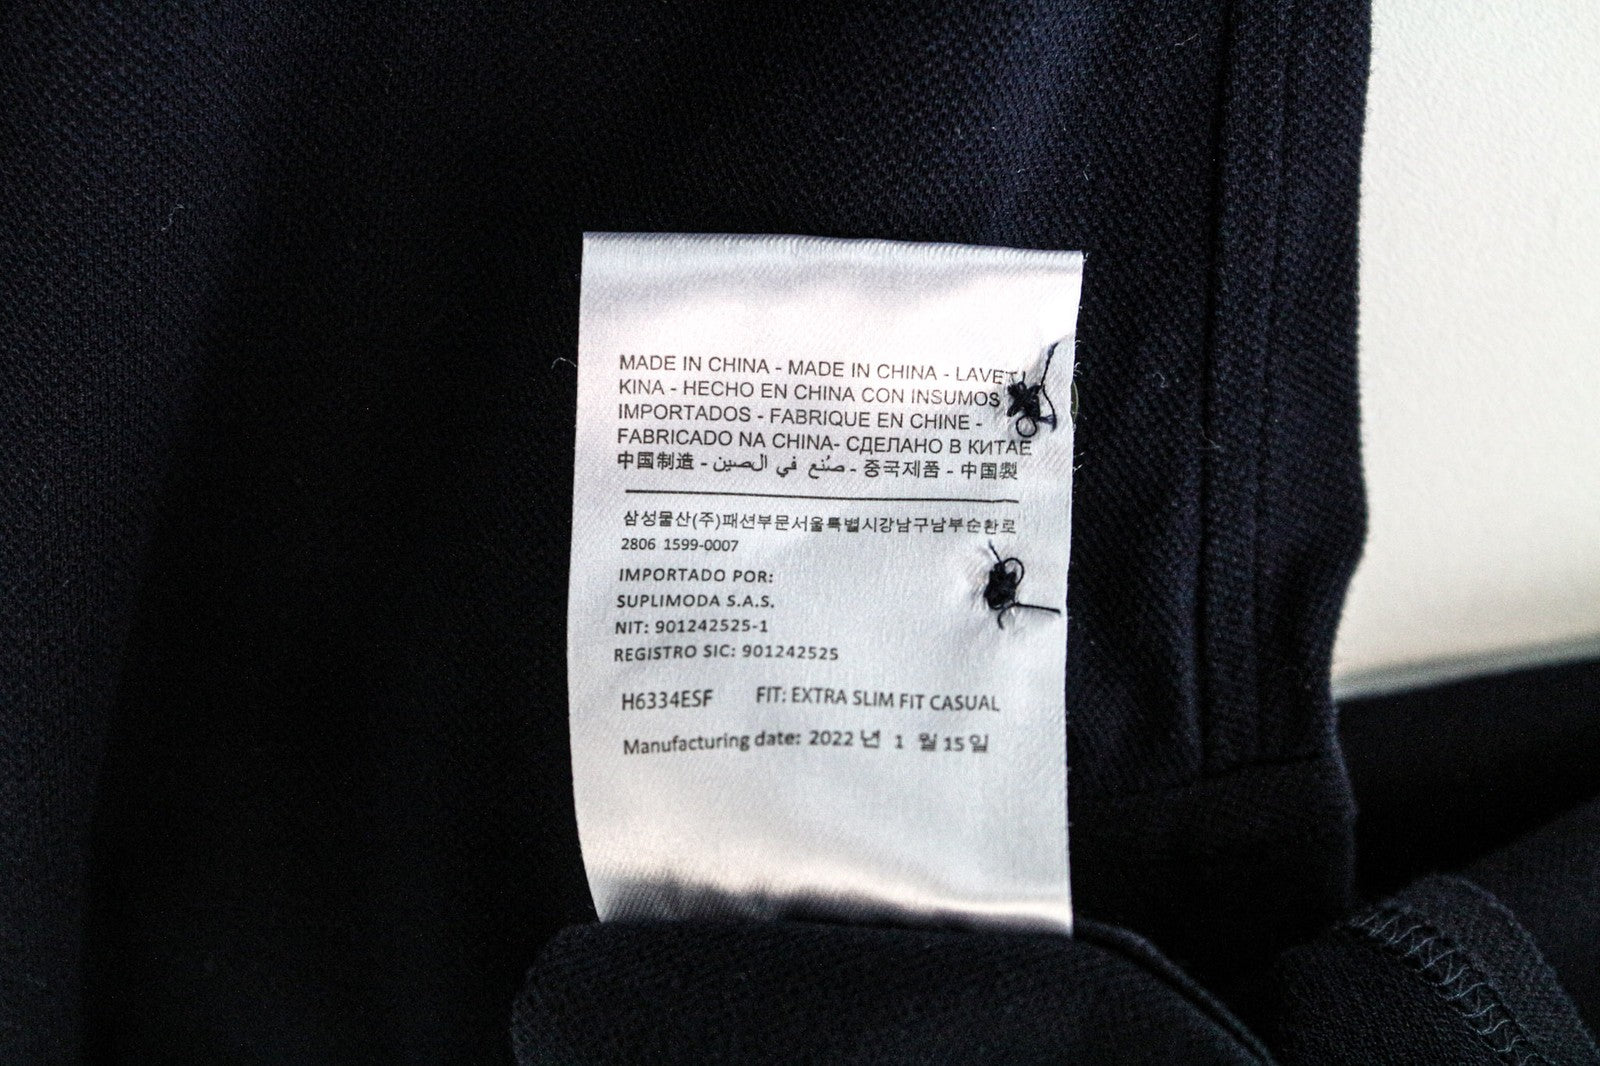 MADE IN CHINA - MADE IN CHINA - LAVET I
KINA - HECHO EN CHINA CON INSUMOS
IMPORTADOS - FABRIQUE EN CHINE -
FABRICADO NA CHINA- СДЕЛАНО В КИТАЕ
中国制造 - صُنع في الصين - 중국제품 - 中国製
삼성물산(주)패션부문서울특별시강남구남부순환로
2806 1599-0007
IMPORTADO POR:
SUPLIMODA S.A.S.
NIT: 901242525-1
REGISTRO SIC: 901242525
H6334ESF FIT: EXTRA SLIM FIT CASUAL
Manufacturing date: 2022 년 1 월 15 일